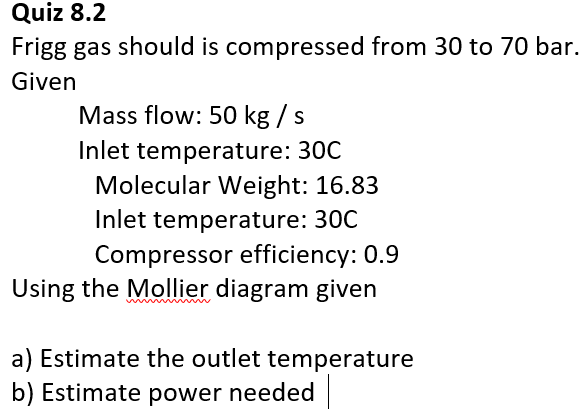 Quiz 8.2
Frigg gas should is compressed from 30 to 70 bar.
Given
Mass flow: 50 kg / s
Inlet temperature: 30C
Molecular Weight: 16.83
Inlet temperature: 30C
Compressor efficiency: 0.9
Using the Mollier diagram given
a) Estimate the outlet temperature
b) Estimate power needed